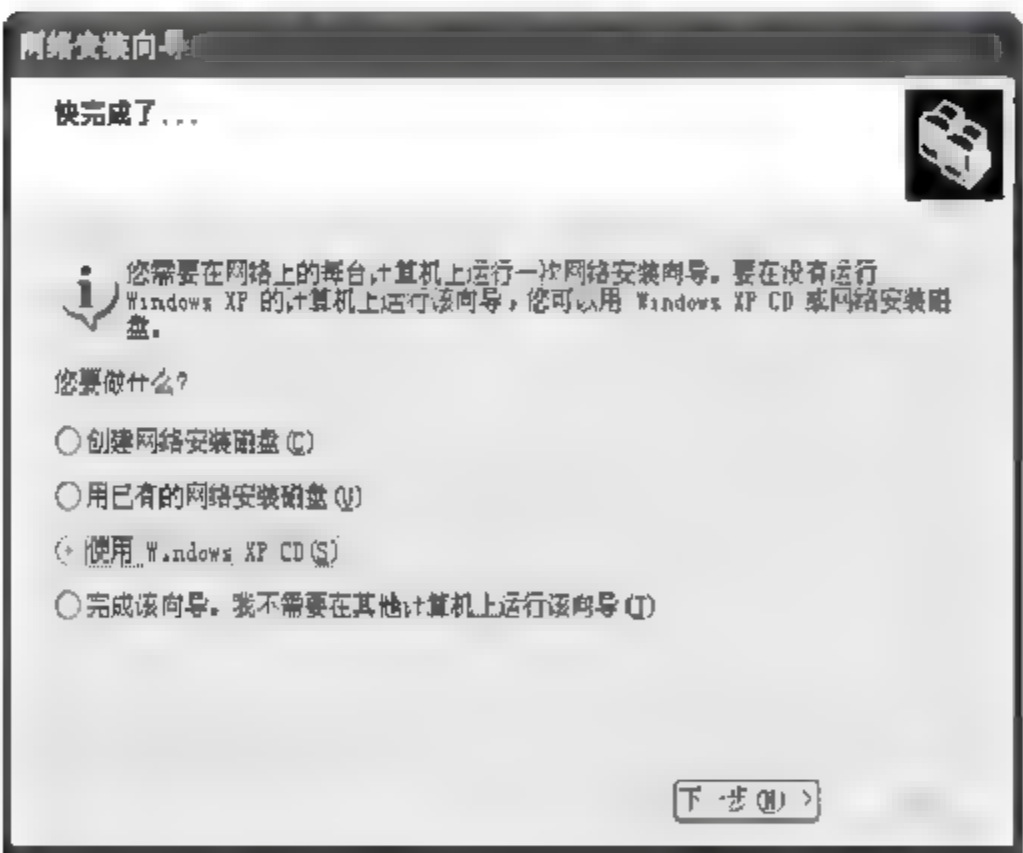 网络安装向导
快完成了...
您需要在网络上的每台计算机上运行一次网络安装向导。要在没有运行
Windows XP 的计算机上运行该向导，您可以用 Windows XP CD 或网络安装磁
盘。
您要做什么?
创建网络安装磁盘(C)
用已有的网络安装磁盘(U)
使用 Windows XP CD(S)
完成该向导。我不需要在其他计算机上运行该向导(J)
下一步(N) >